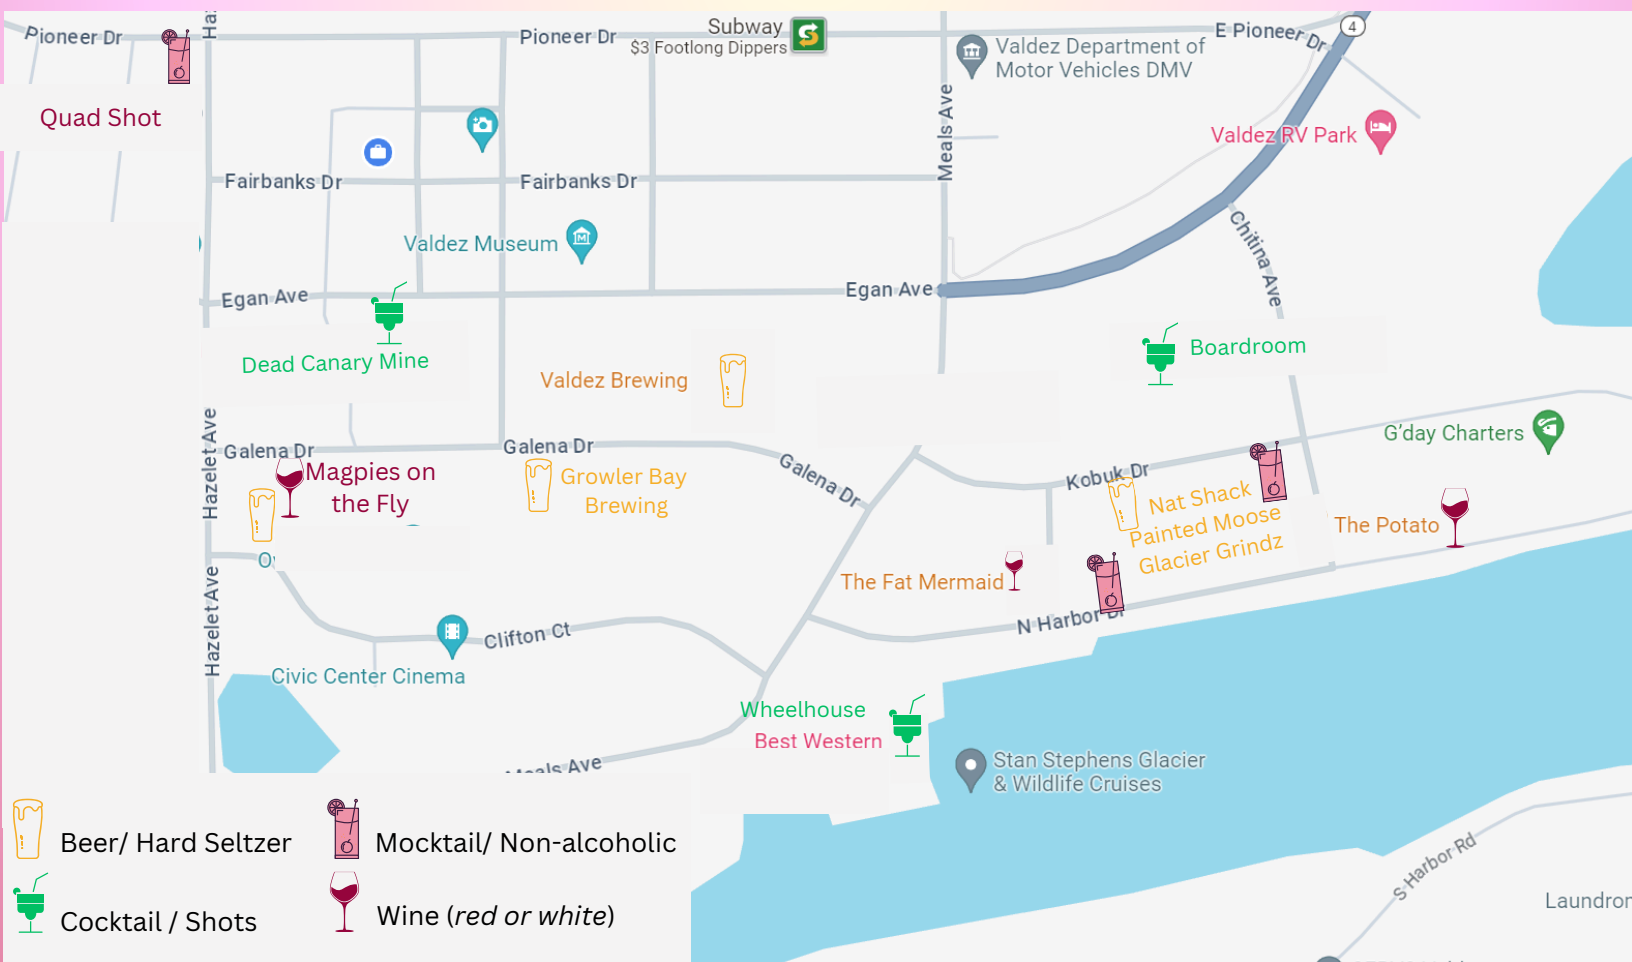 Pioneer Dr
Haz
Pioneer Dr
Subway
$3 Footlong Dippers
E Pioneer Dr
4
Valdez Department of
Motor Vehicles DMV
Meals Ave
Quad Shot
Valdez RV Park
Fairbanks Dr
Fairbanks Dr
Valdez Museum
Chitina Ave
Egan Ave
Egan Ave
Dead Canary Mine
Boardroom
Valdez Brewing
Hazelet Ave
Galena Dr
Galena Dr
Galena Dr
G'day Charters
Magpies on
the Fly
Growler Bay
Brewing
Kobuk Dr
Nat Shack
Painted Moose
Glacier Grindz
The Potato
The Fat Mermaid
N Harbor Dr
Hazelet Ave
Clifton Ct
Civic Center Cinema
Wheelhouse
Best Western
Meals Ave
Stan Stephens Glacier
& Wildlife Cruises
S Harbor Rd
Laundro
Beer/ Hard Seltzer
Mocktail/ Non-alcoholic
Cocktail / Shots
Wine (red or white)